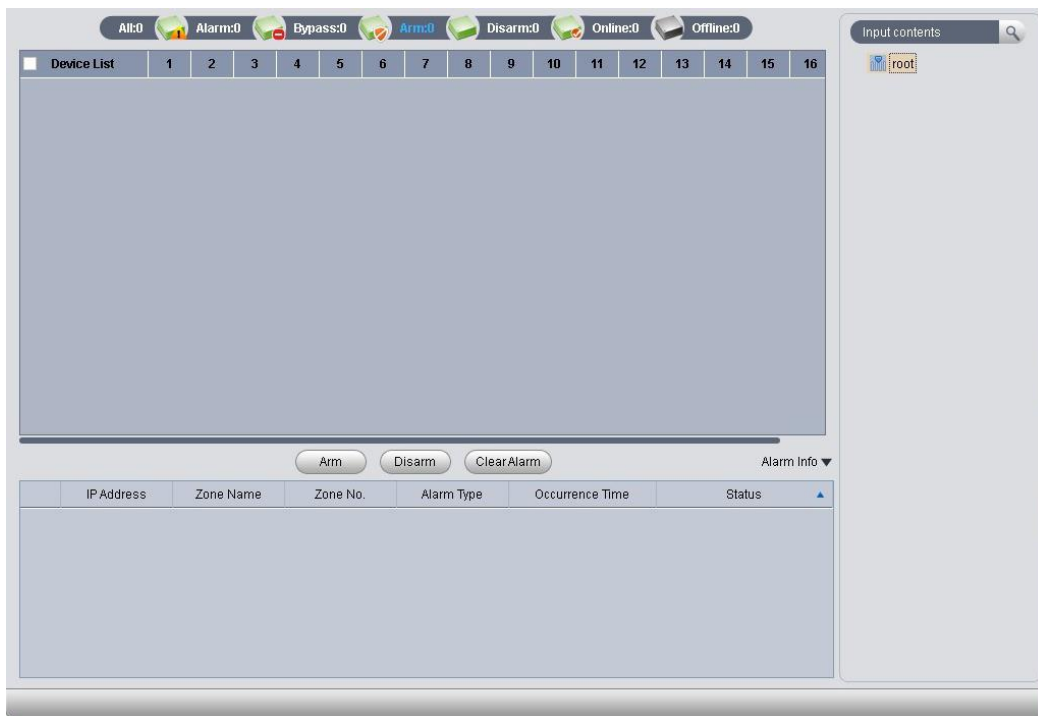 All:0 Alarm:0 Bypass:0 Arm:0 Disarm:0 Online:0 Offline:0
Input contents
root
Device List 1 2 3 4 5 6 7 8 9 10 11 12 13 14 15 16
Arm Disarm Clear Alarm Alarm Info
IP Address Zone Name Zone No. Alarm Type Occurrence Time Status